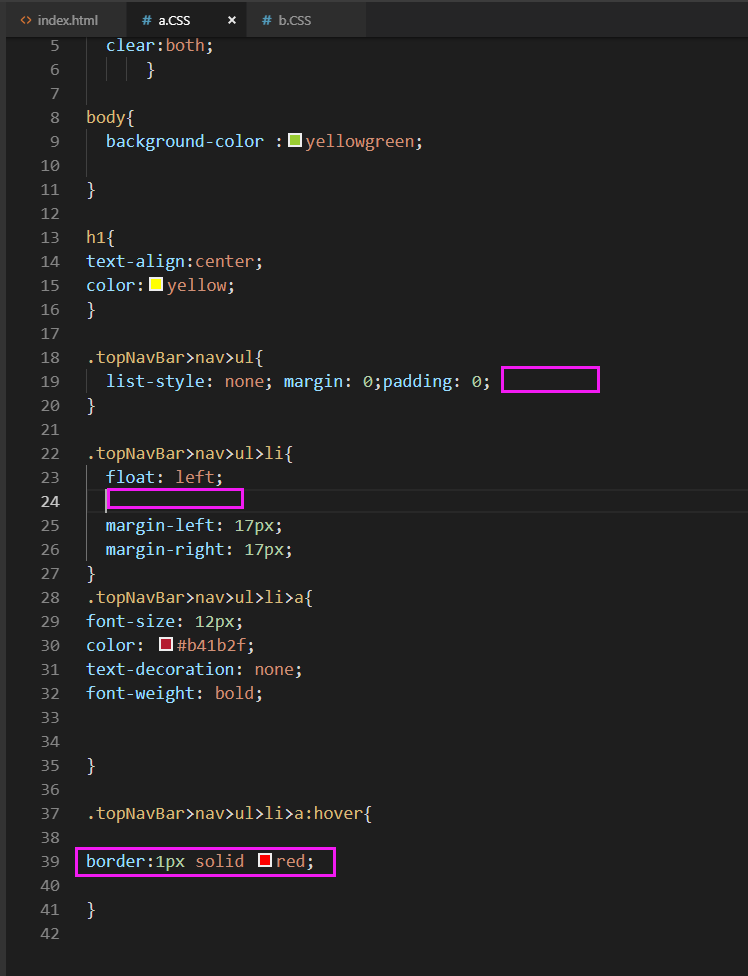 <> index.html # a.CSS × # b.CSS
5 clear:both;
6 }
7
8 body{
9 background-color :yellowgreen;
10
11 }
12
13 h1{
14 text-align:center;
15 color:yellow;
16 }
17
18 .topNavBar>nav>ul{
19 list-style: none; margin: 0;padding: 0;
20 }
21
22 .topNavBar>nav>ul>li{
23 float: left;
24
25 margin-left: 17px;
26 margin-right: 17px;
27 }
28 .topNavBar>nav>ul>li>a{
29 font-size: 12px;
30 color: #b41b2f;
31 text-decoration: none;
32 font-weight: bold;
33
34
35 }
36
37 .topNavBar>nav>ul>li>a:hover{
38
39 border:1px solid red;
40
41 }
42